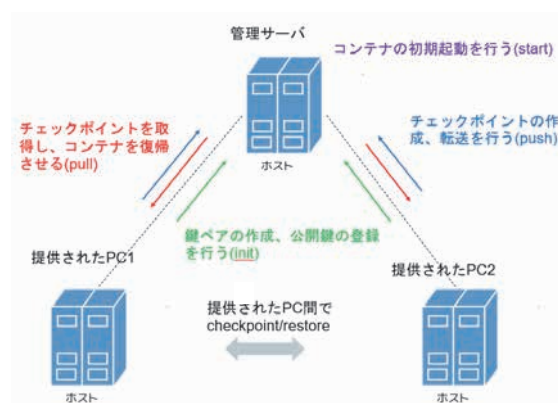 管理サーバ
コンテナの初期起動を行う(start)
チェックポイントを取
得し、コンテナを復帰
させる(pull)
チェックポイントの作
成、転送を行う(push)
ホスト
鍵ペアの作成、公開鍵の登録
を行う(init)
提供されたPC1
提供されたPC2
提供されたPC間で
checkpoint/restore
ホスト
ホスト